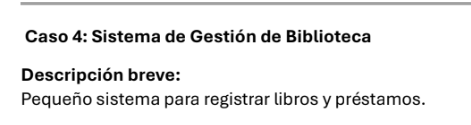 Caso 4: Sistema de Gestión de Biblioteca
Descripción breve:
Pequeño sistema para registrar libros y préstamos.